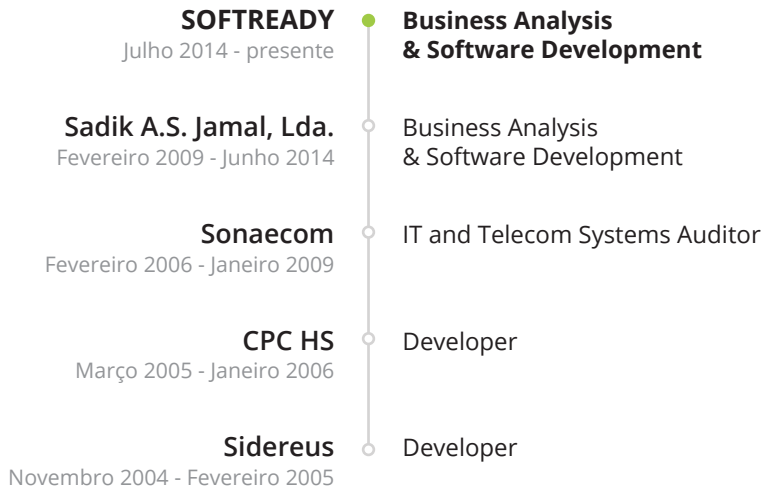 SOFTREADY
Julho 2014 - presente
Business Analysis
& Software Development
Sadik A.S. Jamal, Lda.
Fevereiro 2009 - Junho 2014
Business Analysis
& Software Development
Sonaecom
Fevereiro 2006 - Janeiro 2009
IT and Telecom Systems Auditor
CPC HS
Março 2005 - Janeiro 2006
Developer
Sidereus
Novembro 2004 - Fevereiro 2005
Developer